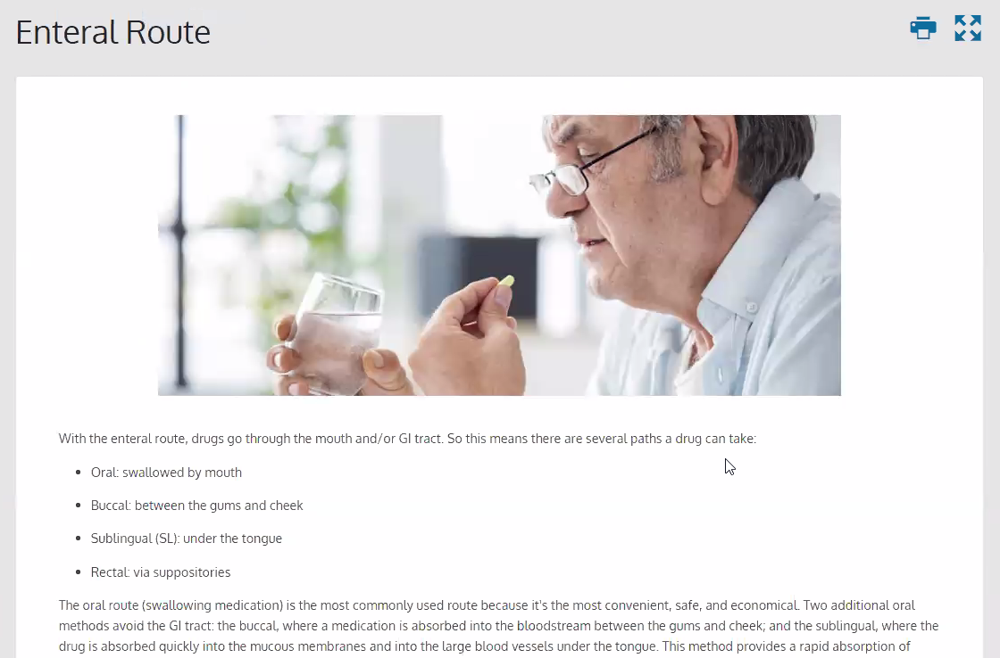 Enteral Route
With the enteral route, drugs go through the mouth and/or GI tract. So this means there are several paths a drug can take:
• Oral: swallowed by mouth
• Buccal: between the gums and cheek
• Sublingual (SL): under the tongue
• Rectal: via suppositories
The oral route (swallowing medication) is the most commonly used route because it's the most convenient, safe, and economical. Two additional oral
methods avoid the GI tract: the buccal, where a medication is absorbed into the bloodstream between the gums and cheek; and the sublingual, where the
drug is absorbed quickly into the mucous membranes and into the large blood vessels under the tongue. This method provides a rapid absorption of